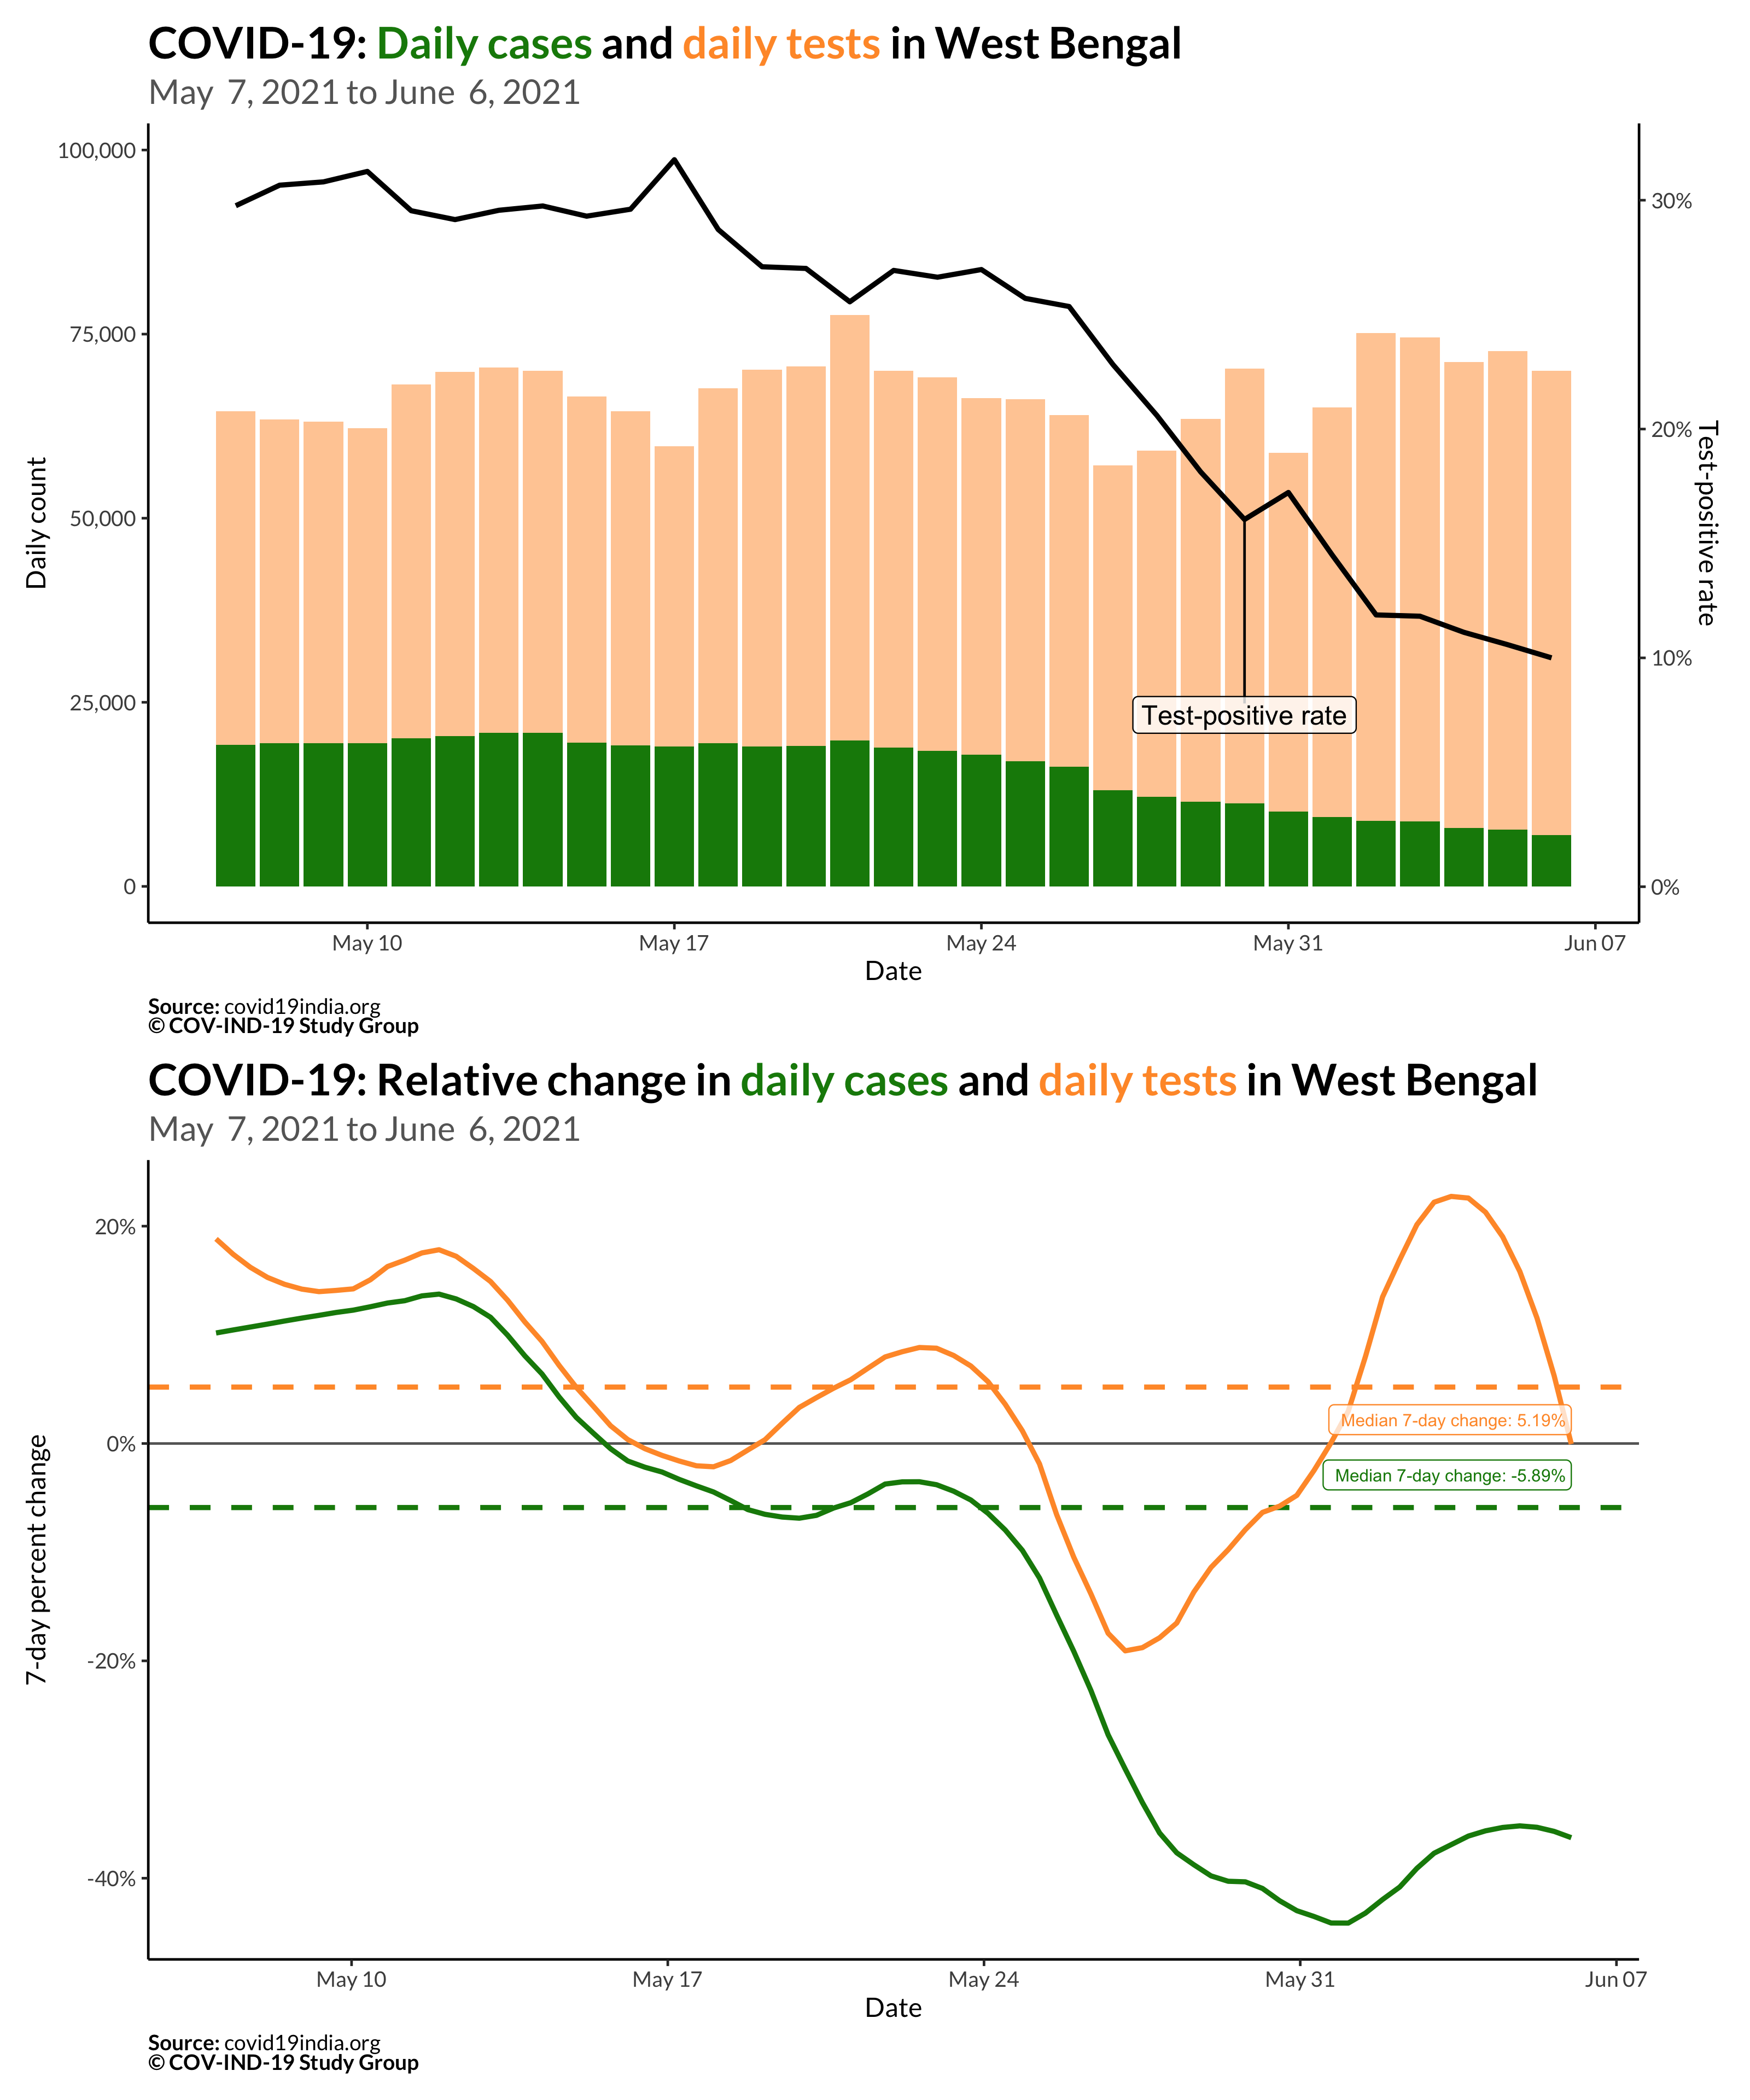 COVID-19: Daily cases and daily tests in West Bengal
May 7, 2021 to June 6, 2021
100,000
75,000
50,000
25,000
0
Daily count
30%
20%
10%
0%
Test-positive rate
Test-positive rate
May 10
May 17
May 24
May 31
Jun 07
Date
Source: covid19india.org
© COV-IND-19 Study Group
COVID-19: Relative change in daily cases and daily tests in West Bengal
May 7, 2021 to June 6, 2021
20%
0%
-20%
-40%
7-day percent change
Median 7-day change: 5.19%
Median 7-day change: -5.89%
May 10
May 17
May 24
May 31
Jun 07
Date
Source: covid19india.org
© COV-IND-19 Study Group